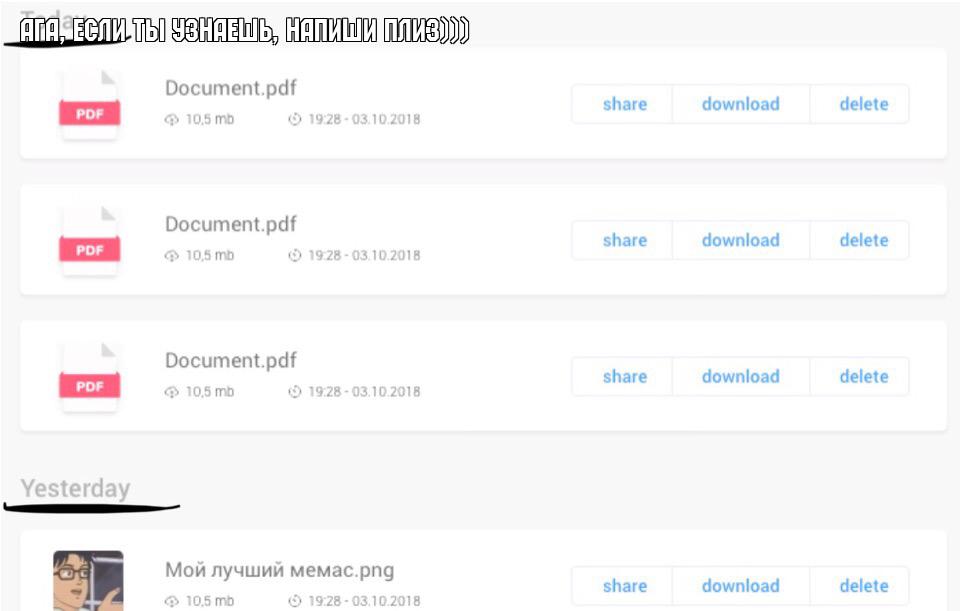 Today
АГА, ЕСЛИ ТЫ УЗНАЕШЬ, НАПИШИ ПЛИЗ)))
Document.pdf
PDF
10,5 mb 19:28 - 03.10.2018
share download delete
Document.pdf
PDF
10,5 mb 19:28 - 03.10.2018
share download delete
Document.pdf
PDF
10,5 mb 19:28 - 03.10.2018
share download delete
Yesterday
Мой лучший мемас.png
10,5 mb 19:28 - 03.10.2018
share download delete